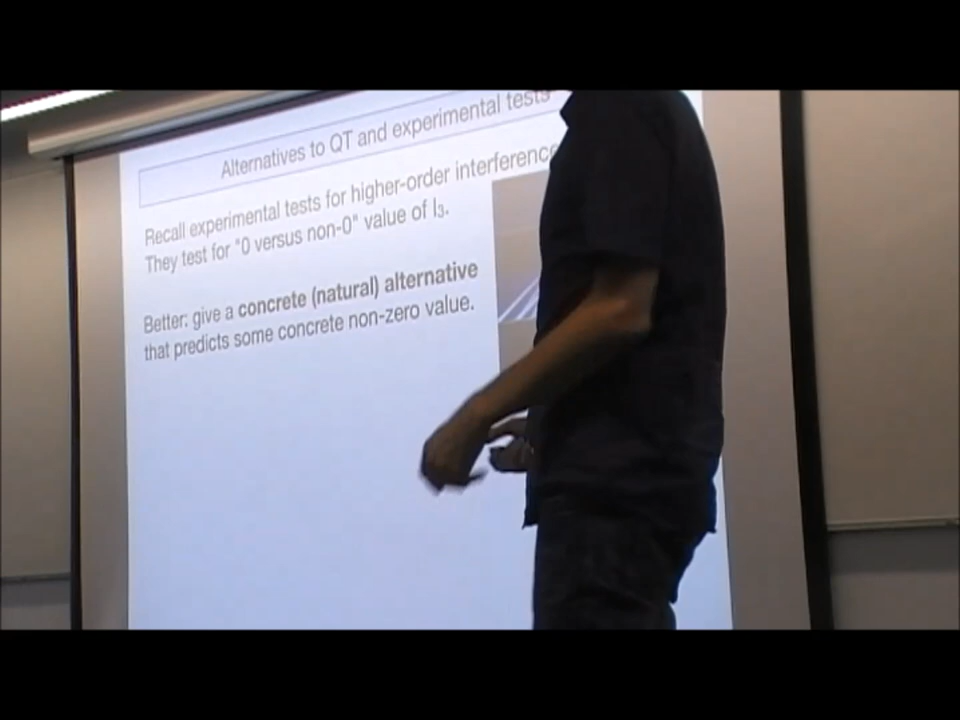 Alternatives to QT and experimental tests
Recall experimental tests for higher-order interference
They test for "0 versus non-0" value of I₃.
Better: give a concrete (natural) alternative
that predicts some concrete non-zero value.